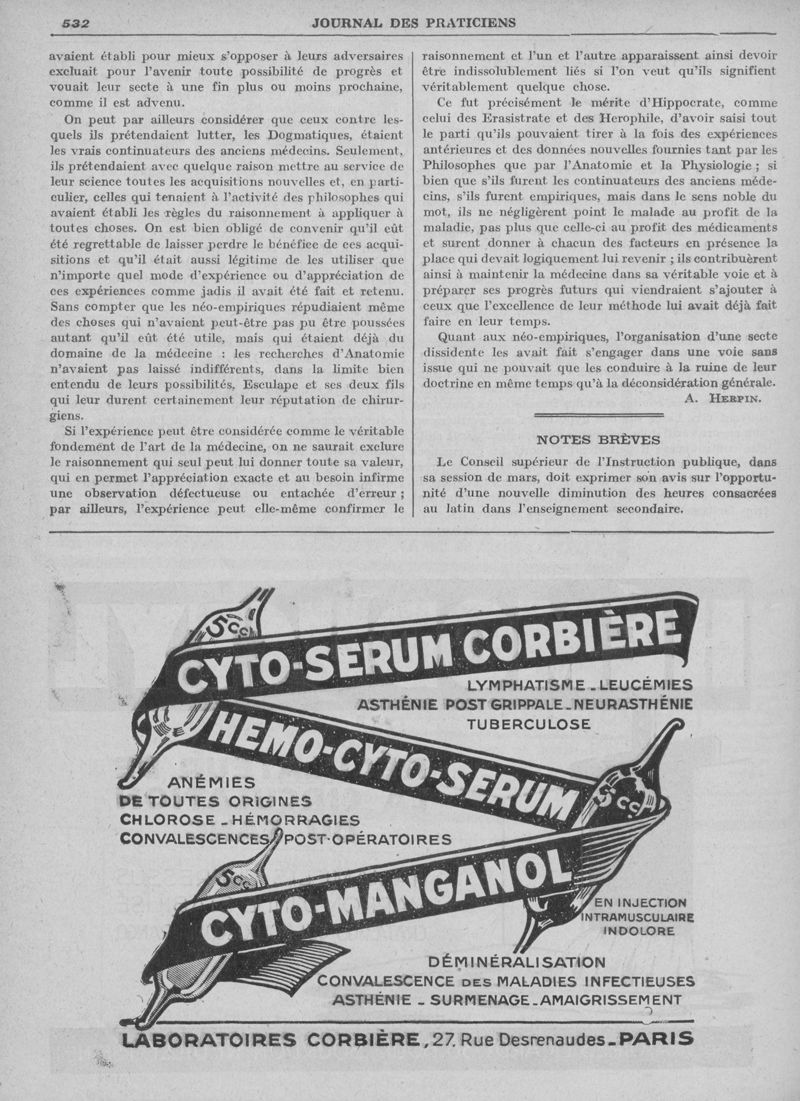 532
JOURNAL DES PRATICIENS
avaient établi pour mieux s'opposer à leurs adversaires
excluait pour l'avenir toute possibilité de progrès et
vouait leur secte à une fin plus ou moins prochaine,
comme il est advenu.
On peut par ailleurs considérer que ceux contre les-
quels ils prétendaient lutter, les Dogmatiques, étaient
les vrais continuateurs des anciens médecins. Seulement,
ils prétendaient avec quelque raison mettre au service de
leur science toutes les acquisitions nouvelles et, en parti-
culier, celles qui tenaient à l'activité des philosophes qui
avaient établi les règles du raisonnement à appliquer à
toutes choses. On est bien obligé de convenir qu'il eût
été regrettable de laisser perdre le bénéfice de ces acqui-
sitions et qu'il était aussi légitime de les utiliser que
n'importe quel mode d'expérience ou d'appréciation de
ces expériences comme jadis il avait été fait et retenu.
Sans compter que les néo-empiriques répudiaient même
des choses qui n'avaient peut-être pas pu être poussées
autant qu'il eût été utile, mais qui étaient déjà du
domaine de la médecine : les recherches d'Anatomie
n'avaient pas laissé indifférents, dans la limite bien
entendu de leurs possibilités, Esculape et ses deux fils
qui leur durent certainement leur réputation de chirur-
giens.
Si l'expérience peut être considérée comme le véritable
fondement de l'art de la médecine, on ne saurait exclure
le raisonnement qui seul peut lui donner toute sa valeur,
qui en permet l'appréciation exacte et au besoin infirme
une observation défectueuse ou entachée d'erreur ;
par ailleurs, l'expérience peut elle-même confirmer le
raisonnement et l'un et l'autre apparaissent ainsi devoir
être indissolublement liés si l'on veut qu'ils signifient
véritablement quelque chose.
Ce fut précisément le mérite d'Hippocrate, comme
celui des Erasistrate et des Herophile, d'avoir saisi tout
le parti qu'ils pouvaient tirer à la fois des expériences
antérieures et des données nouvelles fournies tant par les
Philosophes que par l'Anatomie et la Physiologie ; si
bien que s'ils furent les continuateurs des anciens méde-
cins, s'ils furent empiriques, mais dans le sens noble du
mot, ils ne négligèrent point le malade au profit de la
maladie, pas plus que celle-ci au profit des médicaments
et surent donner à chacun des facteurs en présence la
place qui devait logiquement lui revenir ; ils contribuèrent
ainsi à maintenir la médecine dans sa véritable voie et à
préparer ses progrès futurs qui viendraient s'ajouter à
ceux que l'excellence de leur méthode lui avait déjà fait
faire en leur temps.
Quant aux néo-empiriques, l'organisation d'une secte
dissidente les avait fait s'engager dans une voie sans
issue qui ne pouvait que les conduire à la ruine de leur
doctrine en même temps qu'à la déconsidération générale.
A. HERPIN.
NOTES BRÈVES
Le Conseil supérieur de l'Instruction publique, dans
sa session de mars, doit exprimer son avis sur l'opportu-
nité d'une nouvelle diminution des heures consacrées
au latin dans l'enseignement secondaire.
5cc
CYTO-SERUM CORBIÈRE
LYMPHATISME - LEUCÉMIES
ASTHÉNIE POST GRIPPALE - NEURASTHÉNIE
TUBERCULOSE
HEMO-CYTO-SERUM
5cc
ANÉMIES
DE TOUTES ORIGINES
CHLOROSE - HÉMORRAGIES
CONVALESCENCES POST-OPÉRATOIRES
5cc
CYTO-MANGANOL
EN INJECTION
INTRAMUSCULAIRE
INDOLORE
DÉMINÉRALISATION
CONVALESCENCE DES MALADIES INFECTIEUSES
ASTHÉNIE - SURMENAGE - AMAIGRISSEMENT
LABORATOIRES CORBIÈRE, 27. Rue Desrenaudes - PARIS